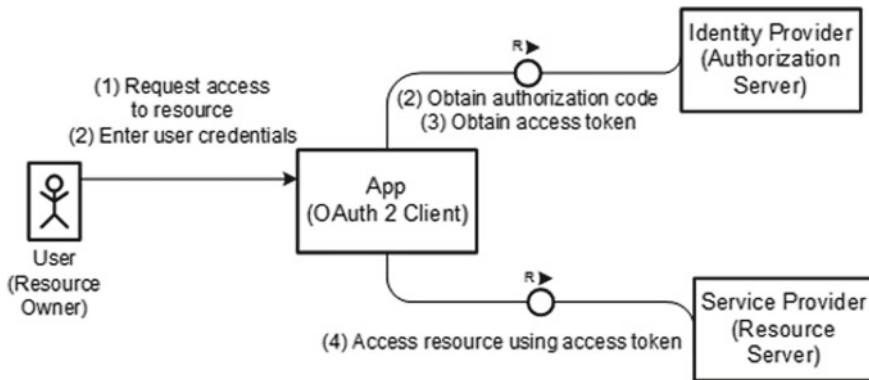 (1) Request access
to resource
(2) Enter user credentials
User
(Resource
Owner)
App
(OAuth 2 Client)
R
(2) Obtain authorization code
(3) Obtain access token
Identity Provider
(Authorization
Server)
R
(4) Access resource using access token
Service Provider
(Resource
Server)